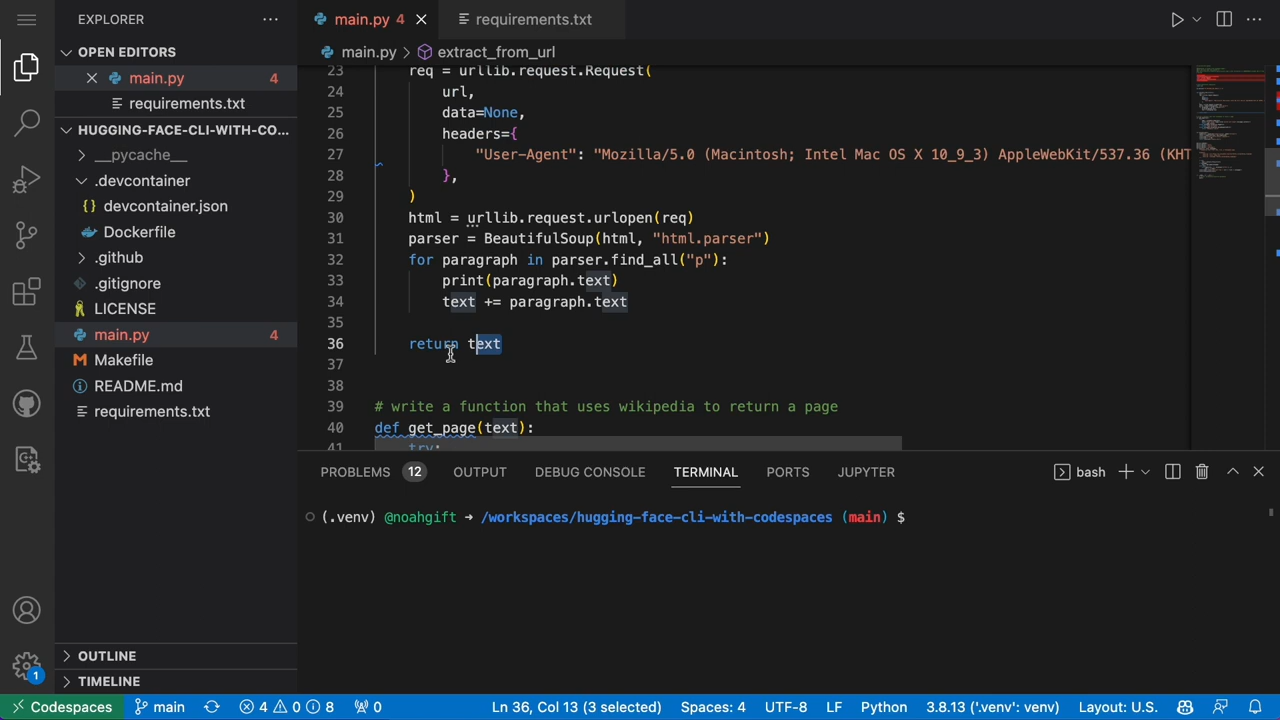 EXPLORER
OPEN EDITORS
main.py 4
requirements.txt
HUGGING-FACE-CLI-WITH-CO...
__pycache__
.devcontainer
{} devcontainer.json
Dockerfile
.github
.gitignore
LICENSE
main.py 4
Makefile
README.md
requirements.txt
OUTLINE
TIMELINE
main.py 4
requirements.txt
main.py > extract_from_url
23 req = urllib.request.Request(
24 url,
25 data=None,
26 headers={
27 "User-Agent": "Mozilla/5.0 (Macintosh; Intel Mac OS X 10_9_3) AppleWebKit/537.36 (KHT
28 },
29 )
30 html = urllib.request.urlopen(req)
31 parser = BeautifulSoup(html, "html.parser")
32 for paragraph in parser.find_all("p"):
33 print(paragraph.text)
34 text += paragraph.text
35
36 return text
37
38
39 # write a function that uses wikipedia to return a page
40 def get_page(text):
41 try:
PROBLEMS 12 OUTPUT DEBUG CONSOLE TERMINAL PORTS JUPYTER bash
(.venv) @noahgift → /workspaces/hugging-face-cli-with-codespaces (main) $
1
Codespaces main 4 0 8 0 Ln 36, Col 13 (3 selected) Spaces: 4 UTF-8 LF Python 3.8.13 ('.venv': venv) Layout: U.S.